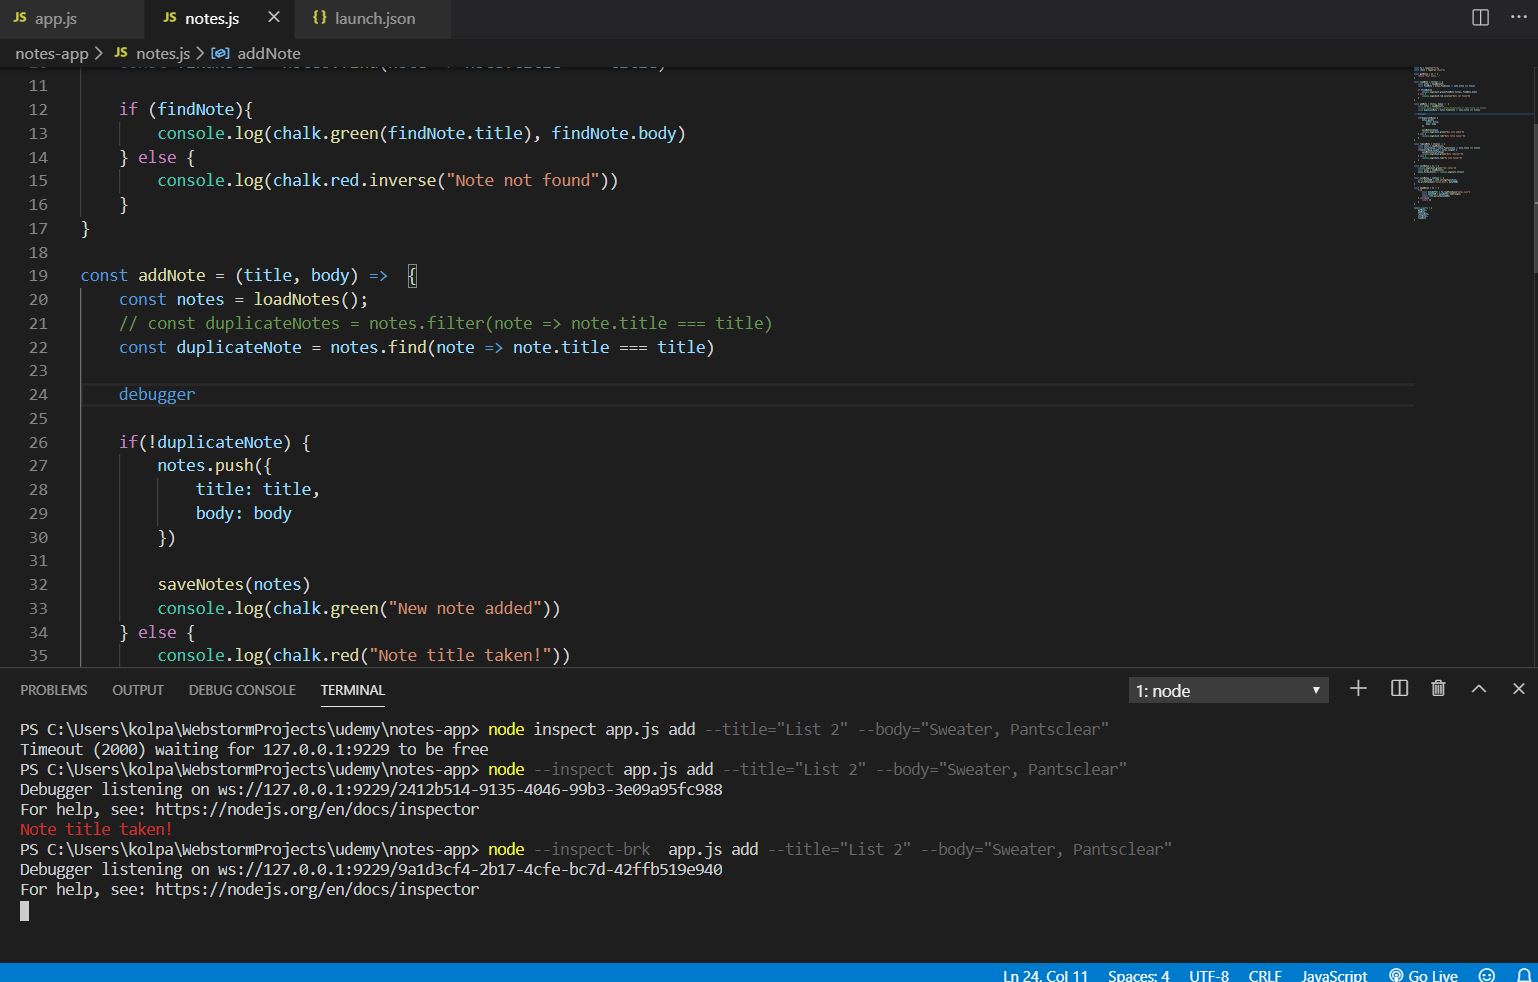 JS app.js JS notes.js × {} launch.json ···
notes-app > JS notes.js > addNote
11
12 if (findNote){
13 console.log(chalk.green(findNote.title), findNote.body)
14 } else {
15 console.log(chalk.red.inverse("Note not found"))
16 }
17 }
18
19 const addNote = (title, body) => {
20 const notes = loadNotes();
21 // const duplicateNotes = notes.filter(note => note.title === title)
22 const duplicateNote = notes.find(note => note.title === title)
23
24 debugger
25
26 if(!duplicateNote) {
27 notes.push({
28 title: title,
29 body: body
30 })
31
32 saveNotes(notes)
33 console.log(chalk.green("New note added"))
34 } else {
35 console.log(chalk.red("Note title taken!"))
PROBLEMS OUTPUT DEBUG CONSOLE TERMINAL 1: node
PS C:\Users\kolpa\WebstormProjects\udemy\notes-app> node inspect app.js add --title="List 2" --body="Sweater, Pantsclear"
Timeout (2000) waiting for 127.0.0.1:9229 to be free
PS C:\Users\kolpa\WebstormProjects\udemy\notes-app> node --inspect app.js add --title="List 2" --body="Sweater, Pantsclear"
Debugger listening on ws://127.0.0.1:9229/2412b514-9135-4046-99b3-3e09a95fc988
For help, see: https://nodejs.org/en/docs/inspector
Note title taken!
PS C:\Users\kolpa\WebstormProjects\udemy\notes-app> node --inspect-brk  app.js add --title="List 2" --body="Sweater, Pantsclear"
Debugger listening on ws://127.0.0.1:9229/9a1d3cf4-2b17-4cfe-bc7d-42ffb519e940
For help, see: https://nodejs.org/en/docs/inspector
Ln 24, Col 11 Spaces: 4 UTF-8 CRLF JavaScript Go Live